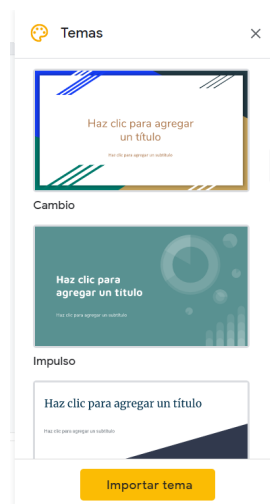 Temas
Haz clic para agregar
un título
Haz clic para agregar un subtítulo
Cambio
Haz clic para
agregar un título
Haz clic para agregar un subtítulo
Impulso
Haz clic para agregar un título
Haz clic para agregar un subtítulo
Importar tema